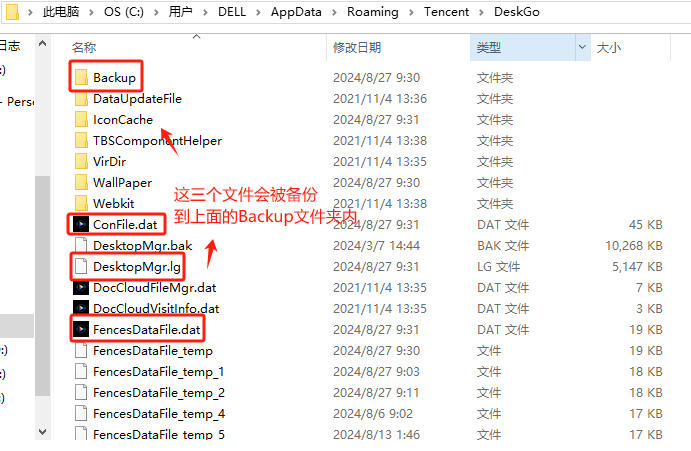 此电脑 > OS (C:) > 用户 > DELL > AppData > Roaming > Tencent > DeskGo
日志
名称 修改日期 类型 大小
:)
Backup 2024/8/27 9:30 文件夹
- Perso
DataUpdateFile 2021/11/4 13:36 文件夹
IconCache 2024/8/27 9:31 文件夹
TBSComponentHelper 2021/11/4 13:38 文件夹
VirDir 2021/11/4 13:35 文件夹
WallPaper 2024/8/27 9:30 文件夹
Webkit 2021/11/4 13:38 文件夹
这三个文件会被备份
到上面的Backup文件夹内
ConFile.dat 2024/8/27 9:31 DAT 文件 45 KB
DesktopMgr.bak 2024/3/7 14:44 BAK 文件 10,268 KB
DesktopMgr.lg 2024/8/27 9:31 LG 文件 5,147 KB
DocCloudFileMgr.dat 2021/11/4 13:35 DAT 文件 7 KB
DocCloudVisitInfo.dat 2021/11/4 13:35 DAT 文件 3 KB
FencesDataFile.dat 2024/8/27 9:31 DAT 文件 19 KB
:)
FencesDataFile_temp 2024/8/27 9:30 文件 19 KB
:)
FencesDataFile_temp_1 2024/8/27 9:03 文件 18 KB
:)
FencesDataFile_temp_2 2024/8/27 9:11 文件 18 KB
FencesDataFile_temp_4 2024/8/6 9:02 文件 17 KB
FencesDataFile_temp_5 2024/8/13 1:46 文件 18 KB